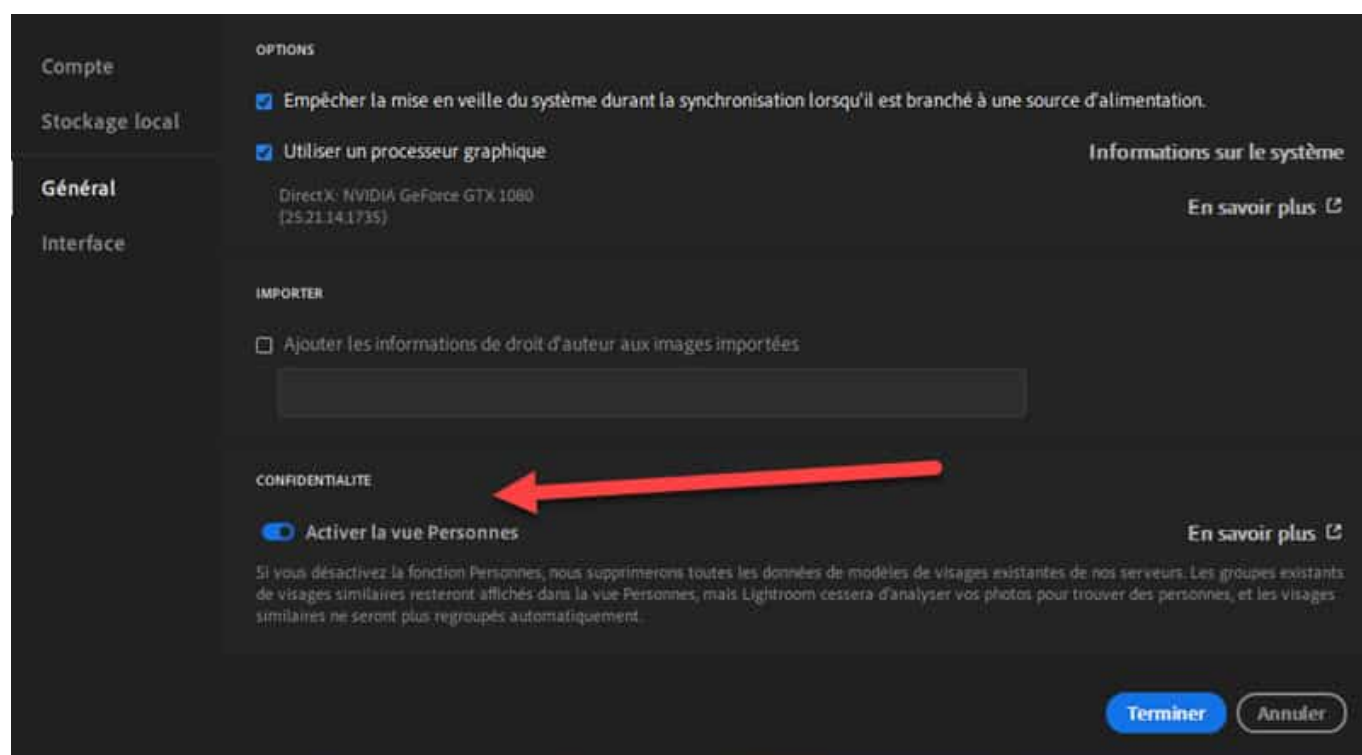 Compte
Stockage local
Général
Interface
OPTIONS
Empêcher la mise en veille du système durant la synchronisation lorsqu'il est branché à une source d'alimentation.
Utiliser un processeur graphique
Informations sur le système
DirectX: NVIDIA GeForce GTX 1080
(25.21.14.1735)
En savoir plus
IMPORTER
Ajouter les informations de droit d'auteur aux images importées
CONFIDENTIALITE
Activer la vue Personnes
En savoir plus
Si vous désactivez la fonction Personnes, nous supprimerons toutes les données de modèles de visages existantes de nos serveurs. Les groupes existants
de visages similaires resteront affichés dans la vue Personnes, mais Lightroom cessera d'analyser vos photos pour trouver des personnes, et les visages
similaires ne seront plus regroupés automatiquement.
Terminer
Annuler